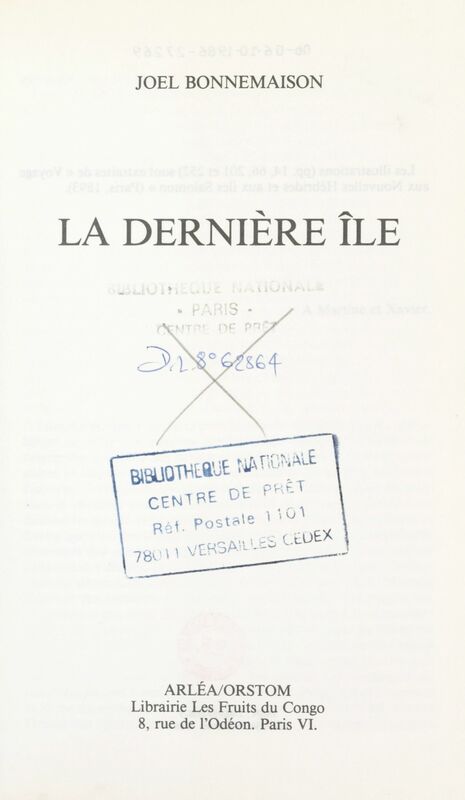 JOEL BONNEMAISON
LA DERNIÈRE ÎLE
BIBLIOTHEQUE NATIONALE
• PARIS •
CENTRE DE PRÊT
D.L 8° 62864
BIBLIOTHEQUE NATIONALE
CENTRE DE PRÊT
Réf. Postale 1101
78011 VERSAILLES CEDEX
ARLÉA/ORSTOM
Librairie Les Fruits du Congo
8, rue de l'Odéon. Paris VI.